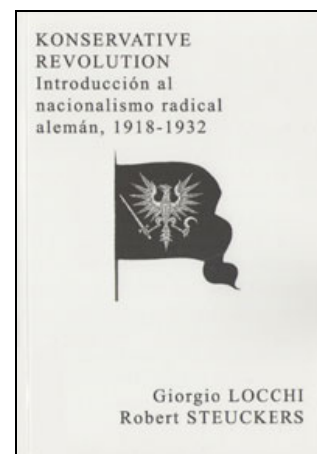 KONSERVATIVE
REVOLUTION
Introducción al
nacionalismo radical
alemán, 1918-1932
Giorgio LOCCHI
Robert STEUCKERS